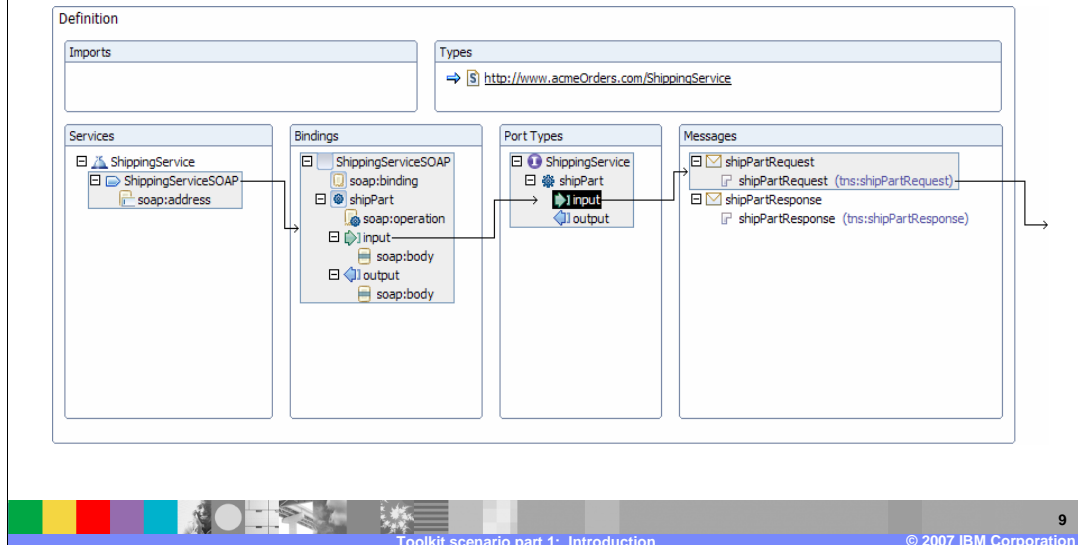 Definition
Imports
Types
http://www.acmeOrders.com/ShippingService
Services
ShippingService
ShippingServiceSOAP
soap:address
Bindings
ShippingServiceSOAP
soap:binding
shipPart
soap:operation
input
soap:body
output
soap:body
Port Types
ShippingService
shipPart
input
output
Messages
shipPartRequest
shipPartRequest (tns:shipPartRequest)
shipPartResponse
shipPartResponse (tns:shipPartResponse)
9
Toolkit scenario part 1: Introduction
© 2007 IBM Corporation